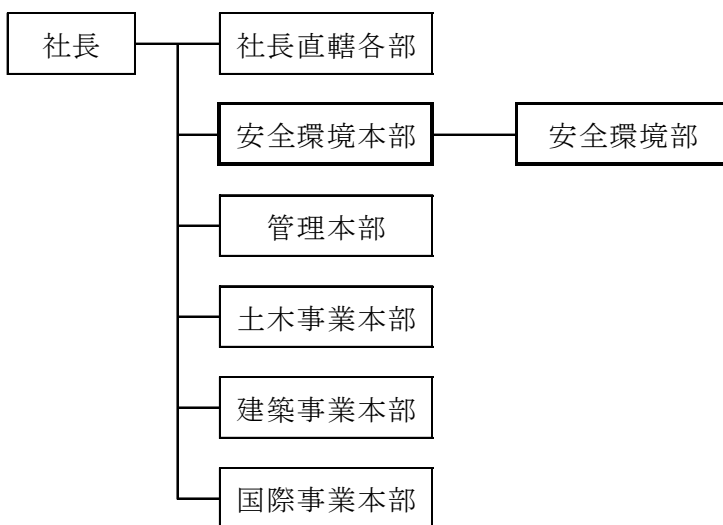 社長
社長直轄各部
安全環境本部
安全環境部
管理本部
土木事業本部
建築事業本部
国際事業本部